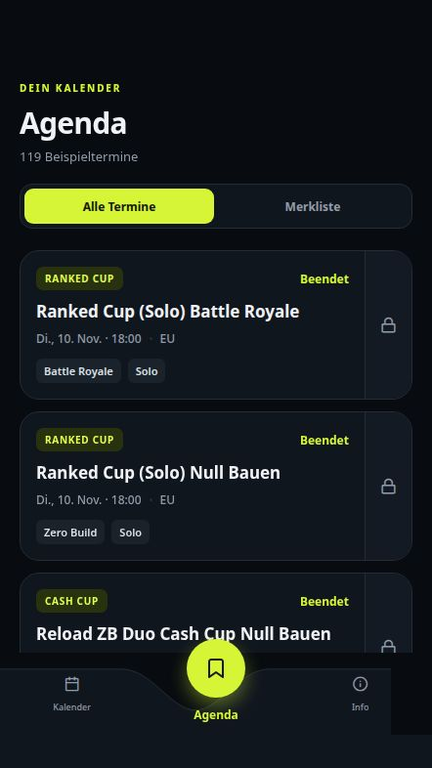 DEIN KALENDER
Agenda
119 Beispieltermine
Alle Termine
Merkliste
RANKED CUP
Beendet
Ranked Cup (Solo) Battle Royale
Di., 10. Nov. · 18:00 · EU
Battle Royale
Solo
RANKED CUP
Beendet
Ranked Cup (Solo) Null Bauen
Di., 10. Nov. · 18:00 · EU
Zero Build
Solo
CASH CUP
Beendet
Reload ZB Duo Cash Cup Null Bauen
Kalender
Agenda
Info